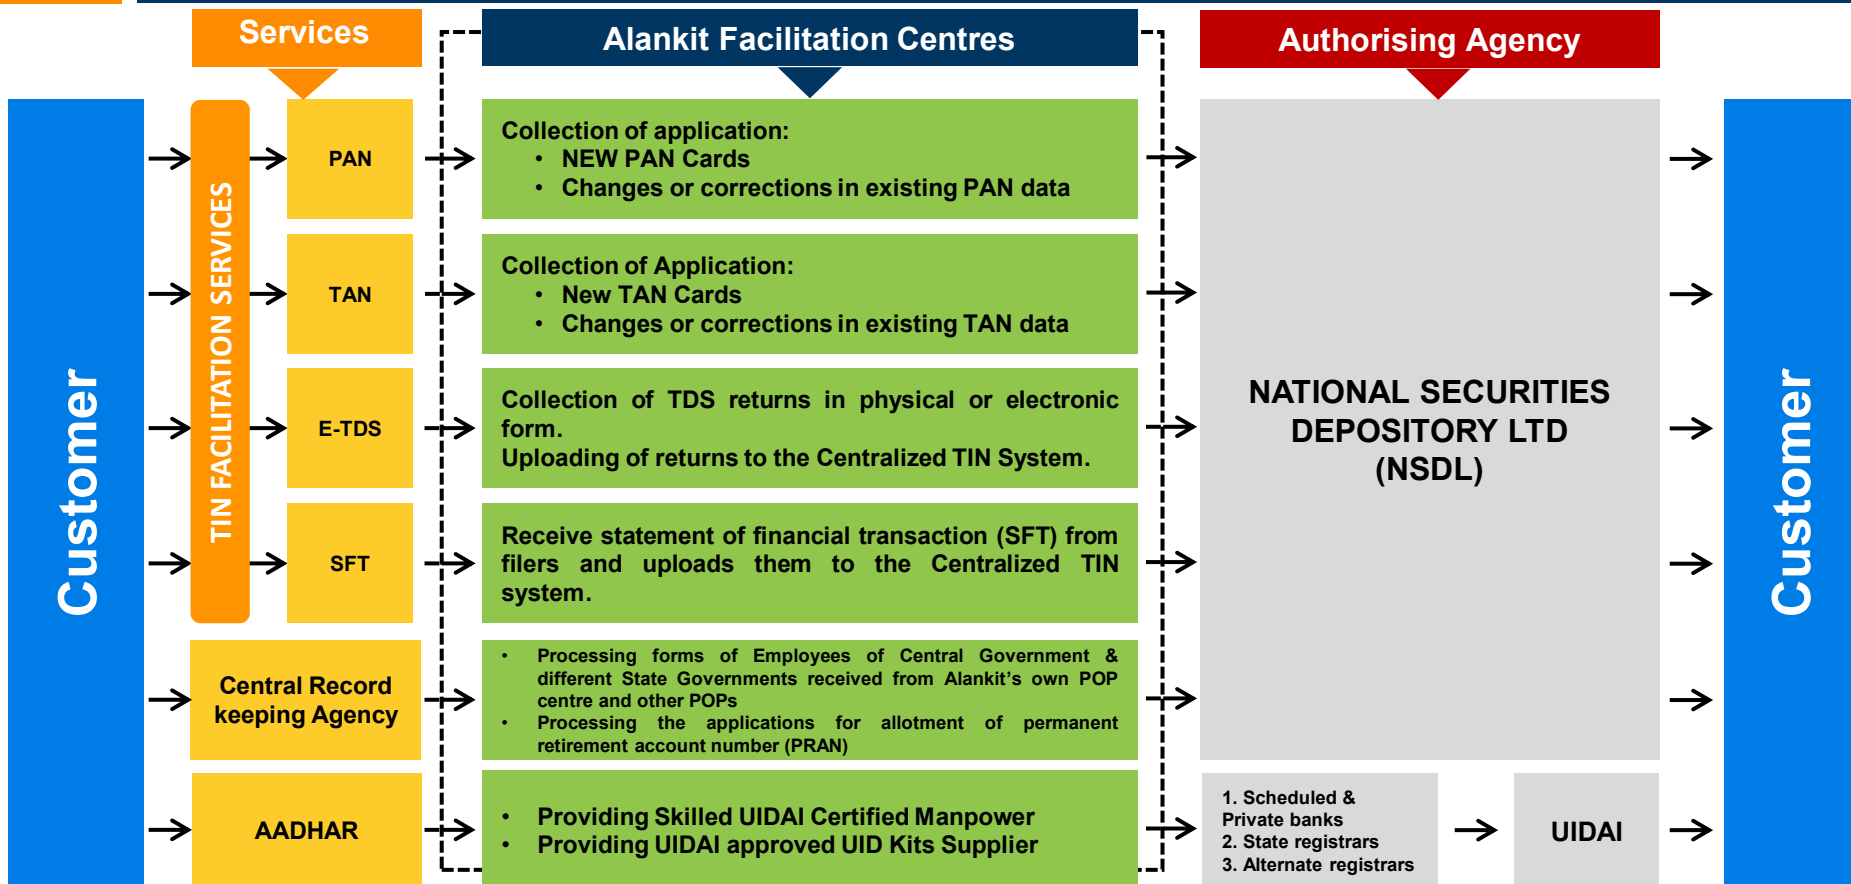 Services
Alankit Facilitation Centres
Authorising Agency
Customer
TIN FACILITATION SERVICES
PAN
Collection of application:
• NEW PAN Cards
• Changes or corrections in existing PAN data
TAN
Collection of Application:
• New TAN Cards
• Changes or corrections in existing TAN data
E-TDS
Collection of TDS returns in physical or electronic
form.
Uploading of returns to the Centralized TIN System.
SFT
Receive statement of financial transaction (SFT) from
filers and uploads them to the Centralized TIN
system.
Central Record
keeping Agency
• Processing forms of Employees of Central Government &
different State Governments received from Alankit's own POP
centre and other POPs
• Processing the applications for allotment of permanent
retirement account number (PRAN)
AADHAR
• Providing Skilled UIDAI Certified Manpower
• Providing UIDAI approved UID Kits Supplier
NATIONAL SECURITIES
DEPOSITORY LTD
(NSDL)
1. Scheduled &
Private banks
2. State registrars
3. Alternate registrars
UIDAI
Customer